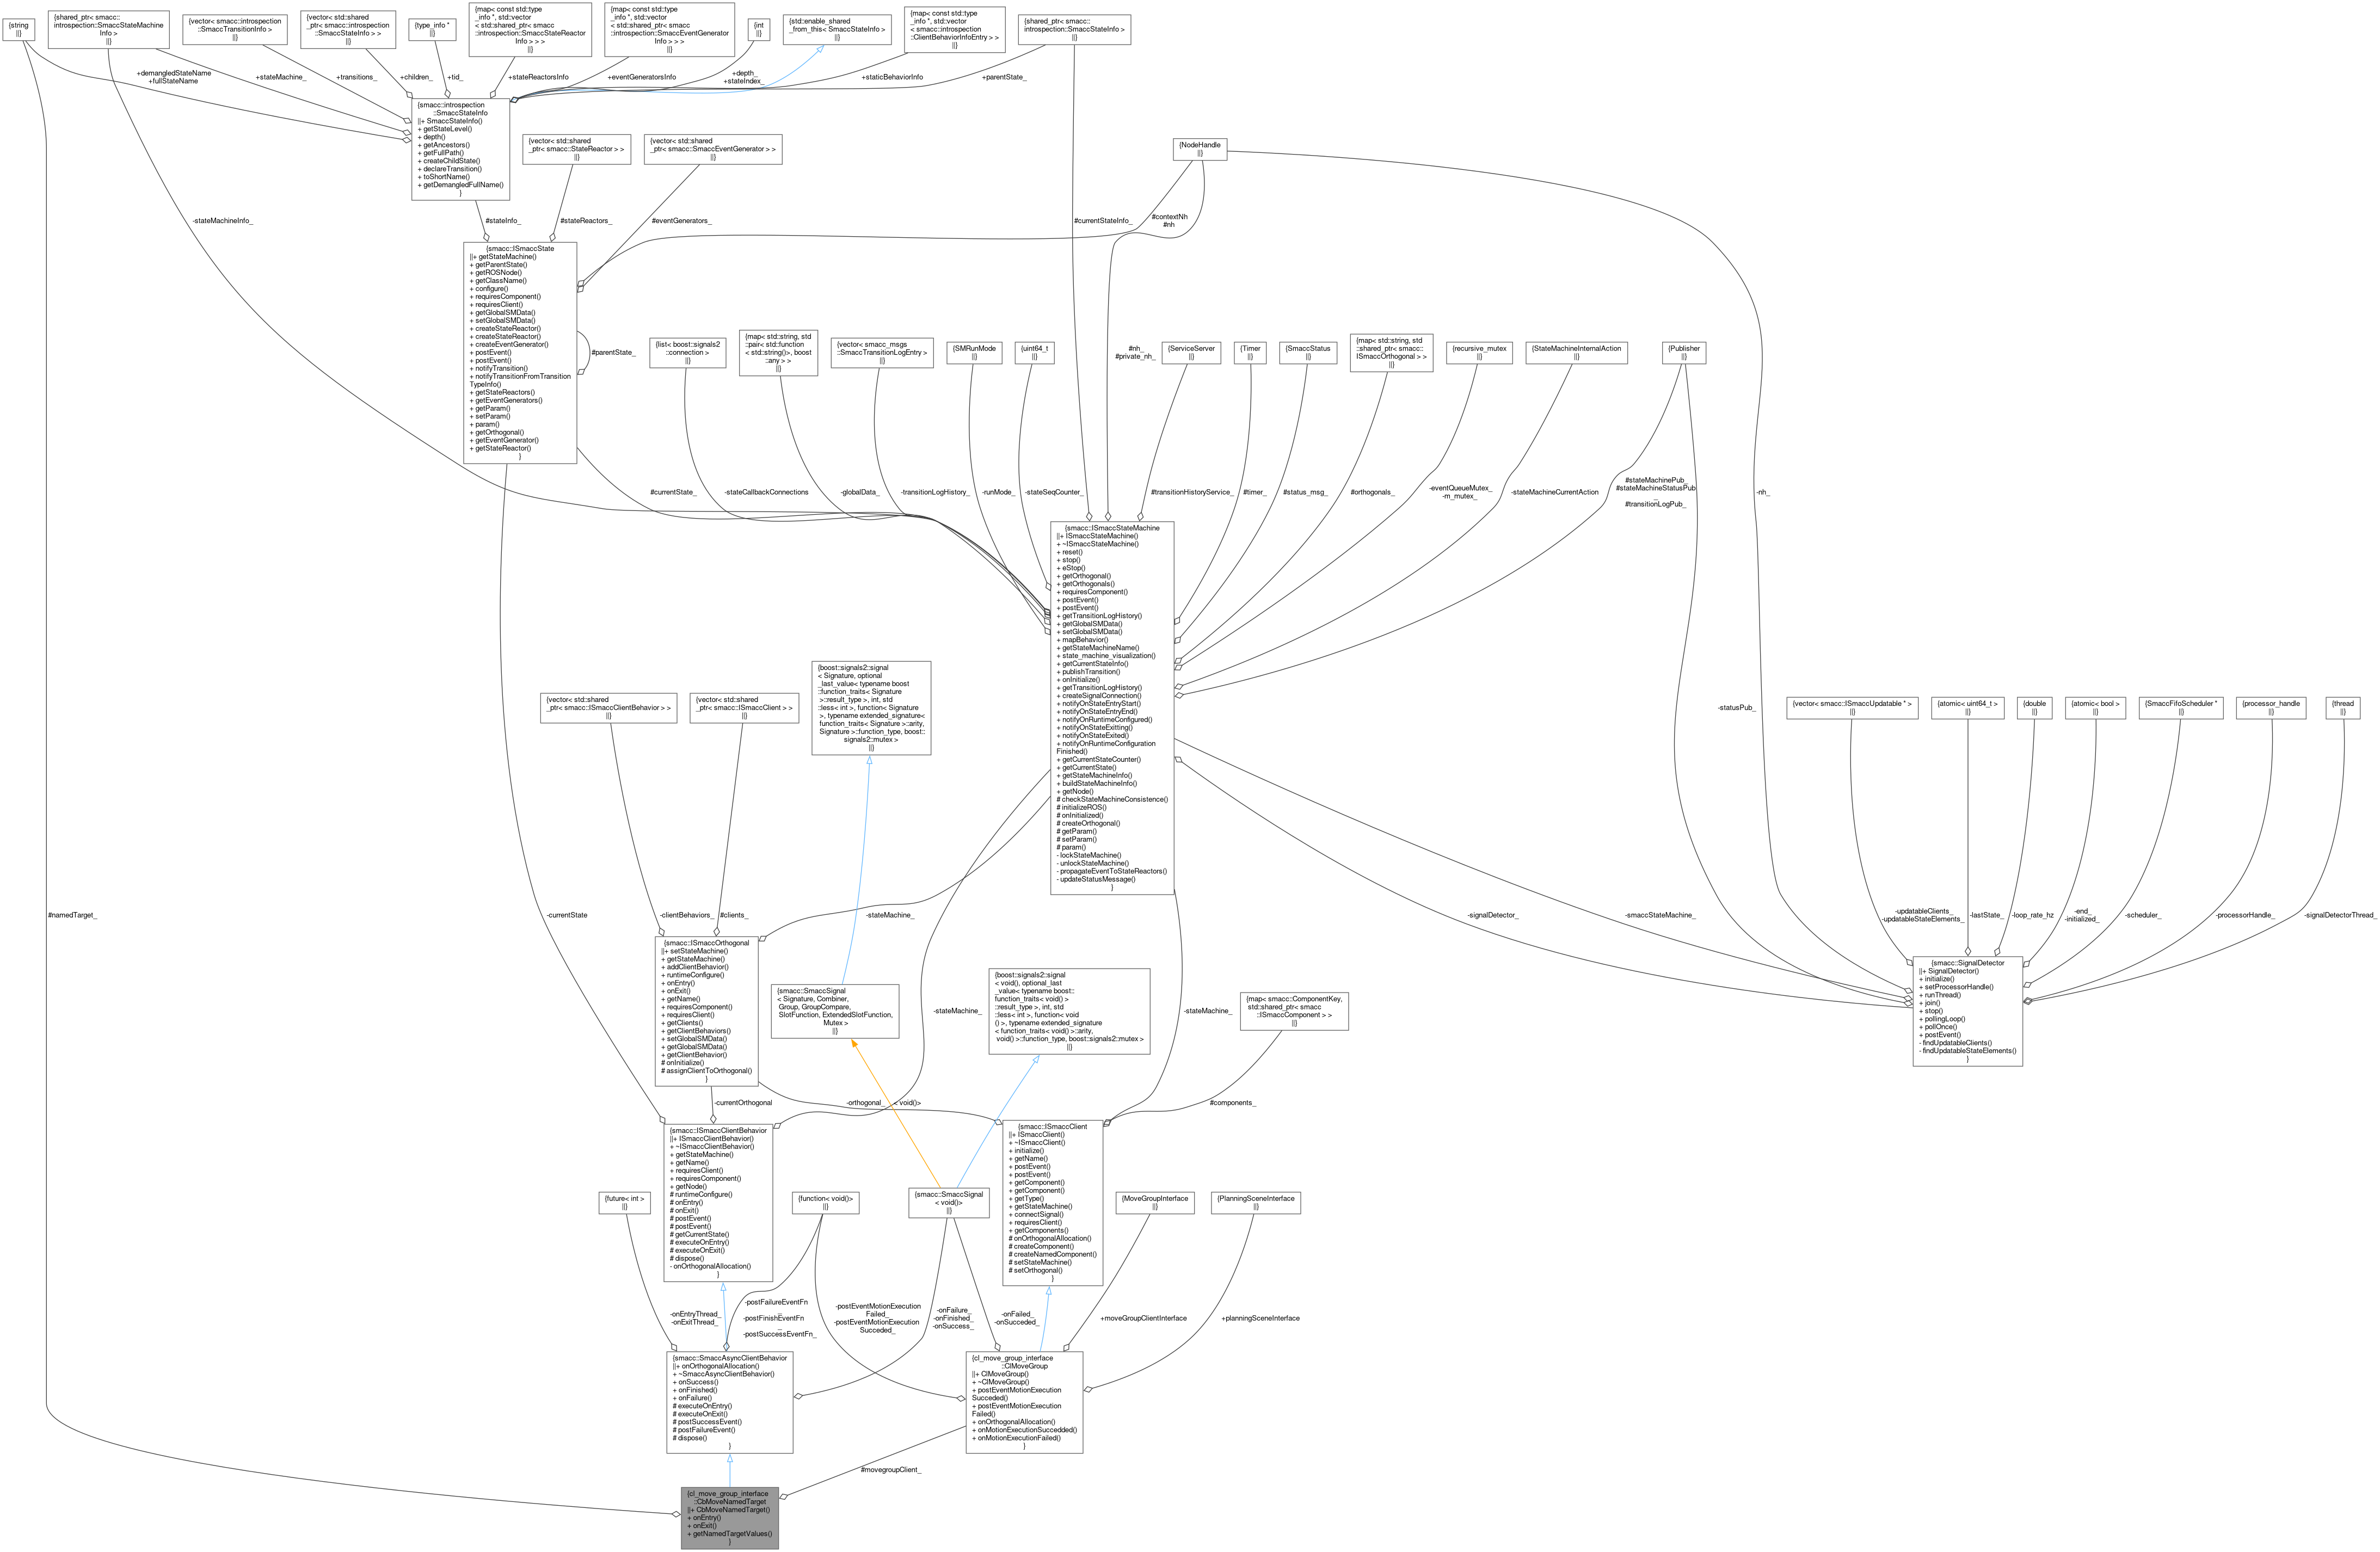 {string
||}
{shared_ptr< smacc::
introspection::SmaccStateMachine
Info >
||}
{vector< smacc::introspection
::SmaccTransitionInfo >
||}
{vector< std::shared
_ptr< smacc::introspection
::SmaccStateInfo > >
||}
{type_info *
||}
{map< const std::type
_info *, std::vector
< std::shared_ptr< smacc
::introspection::SmaccStateReactor
Info > > >
||}
{map< const std::type
_info *, std::vector
< std::shared_ptr< smacc
::introspection::SmaccEventGenerator
Info > > >
||}
{int
||}
{std::enable_shared
_from_this< SmaccStateInfo >
||}
{map< const std::type
_info *, std::vector
< smacc::introspection
::ClientBehaviorInfoEntry > >
||}
{shared_ptr< smacc::
introspection::SmaccStateInfo >
||}
+demangledStateName
+fullStateName
+stateMachine_
+transitions_
+children_
+tid_
+stateReactorsInfo
+eventGeneratorsInfo
+depth_
+stateIndex_
+staticBehaviorInfo
+parentState_
{smacc::introspection
::SmaccStateInfo
||+ SmaccStateInfo()
+ getStateLevel()
+ depth()
+ getAncestors()
+ getFullPath()
+ createChildState()
+ declareTransition()
+ toShortName()
+ getDemangledFullName()
}
{vector< std::shared
_ptr< smacc::StateReactor > >
||}
{vector< std::shared
_ptr< smacc::SmaccEventGenerator > >
||}
{NodeHandle
||}
-stateMachineInfo_
#stateInfo_
#stateReactors_
#eventGenerators_
#currentStateInfo_
#contextNh
#nh
{smacc::ISmaccState
||+ getStateMachine()
+ getParentState()
+ getROSNode()
+ getClassName()
+ configure()
+ requiresComponent()
+ requiresClient()
+ getGlobalSMData()
+ setGlobalSMData()
+ createStateReactor()
+ createStateReactor()
+ createEventGenerator()
+ postEvent()
+ postEvent()
+ notifyTransition()
+ notifyTransitionFromTransition
TypeInfo()
+ getStateReactors()
+ getEventGenerators()
+ getParam()
+ setParam()
+ param()
+ getOrthogonal()
+ getEventGenerator()
+ getStateReactor()
}
#parentState_
{list< boost::signals2
::connection >
||}
{map< std::string, std
::pair< std::function
< std::string()>, boost
::any > >
||}
{vector< smacc_msgs
::SmaccTransitionLogEntry >
||}
{SMRunMode
||}
{uint64_t
||}
#nh_
#private_nh_
{ServiceServer
||}
{Timer
||}
{SmaccStatus
||}
{map< std::string, std
::shared_ptr< smacc::
ISmaccOrthogonal > >
||}
{recursive_mutex
||}
{StateMachineInternalAction
||}
{Publisher
||}
#currentState_
-stateCallbackConnections
-globalData_
-transitionLogHistory_
-runMode_
-stateSeqCounter_
#transitionHistoryService_
#timer_
#status_msg_
#orthogonals_
-eventQueueMutex_
-m_mutex_
-stateMachineCurrentAction
#stateMachinePub_
#stateMachineStatusPub
_
#transitionLogPub_
-nh_
{smacc::ISmaccStateMachine
||+ ISmaccStateMachine()
+ ~ISmaccStateMachine()
+ reset()
+ stop()
+ eStop()
+ getOrthogonal()
+ getOrthogonals()
+ requiresComponent()
+ postEvent()
+ postEvent()
+ getTransitionLogHistory()
+ getGlobalSMData()
+ setGlobalSMData()
+ mapBehavior()
+ getStateMachineName()
+ state_machine_visualization()
+ getCurrentStateInfo()
+ publishTransition()
+ onInitialize()
+ getTransitionLogHistory()
+ createSignalConnection()
+ notifyOnStateEntryStart()
+ notifyOnStateEntryEnd()
+ notifyOnRuntimeConfigured()
+ notifyOnStateExitting()
+ notifyOnStateExited()
+ notifyOnRuntimeConfiguration
Finished()
+ getCurrentStateCounter()
+ getCurrentState()
+ getStateMachineInfo()
+ buildStateMachineInfo()
+ getNode()
# checkStateMachineConsistence()
# initializeROS()
# onInitialized()
# createOrthogonal()
# getParam()
# setParam()
# param()
- lockStateMachine()
- unlockStateMachine()
- propagateEventToStateReactors()
- updateStatusMessage()
}
{vector< std::shared
_ptr< smacc::ISmaccClientBehavior > >
||}
{vector< std::shared
_ptr< smacc::ISmaccClient > >
||}
{boost::signals2::signal
< Signature, optional
_last_value< typename boost
::function_traits< Signature
>::result_type >, int, std
::less< int >, function< Signature
>, typename extended_signature<
function_traits< Signature >::arity,
Signature >::function_type, boost::
signals2::mutex >
||}
-statusPub_
{vector< smacc::ISmaccUpdatable * >
||}
{atomic< uint64_t >
||}
{double
||}
{atomic< bool >
||}
{SmaccFifoScheduler *
||}
{processor_handle
||}
{thread
||}
#namedTarget_
-currentState
-clientBehaviors_
#clients_
-stateMachine_
-signalDetector_
-smaccStateMachine_
-updatableClients_
-updatableStateElements_
-lastState_
-loop_rate_hz
-end_
-initialized_
-scheduler_
-processorHandle_
-signalDetectorThread_
{smacc::ISmaccOrthogonal
||+ setStateMachine()
+ getStateMachine()
+ addClientBehavior()
+ runtimeConfigure()
+ onEntry()
+ onExit()
+ getName()
+ requiresComponent()
+ requiresClient()
+ getClients()
+ getClientBehaviors()
+ setGlobalSMData()
+ getGlobalSMData()
+ getClientBehavior()
# onInitialize()
# assignClientToOrthogonal()
}
{smacc::SmaccSignal
< Signature, Combiner,
Group, GroupCompare,
SlotFunction, ExtendedSlotFunction,
Mutex >
||}
-stateMachine_
{boost::signals2::signal
< void(), optional_last
_value< typename boost::
function_traits< void() >
::result_type >, int, std
::less< int >, function< void
() >, typename extended_signature
< function_traits< void() >::arity,
void() >::function_type, boost::signals2::mutex >
||}
-stateMachine_
{map< smacc::ComponentKey,
std::shared_ptr< smacc
::ISmaccComponent > >
||}
{smacc::SignalDetector
||+ SignalDetector()
+ initialize()
+ setProcessorHandle()
+ runThread()
+ join()
+ stop()
+ pollingLoop()
+ pollOnce()
+ postEvent()
- findUpdatableClients()
- findUpdatableStateElements()
}
-currentOrthogonal
-orthogonal_
< void()>
#components_
{smacc::ISmaccClientBehavior
||+ ISmaccClientBehavior()
+ ~ISmaccClientBehavior()
+ getStateMachine()
+ getName()
+ requiresClient()
+ requiresComponent()
+ getNode()
# runtimeConfigure()
# onEntry()
# onExit()
# postEvent()
# postEvent()
# getCurrentState()
# executeOnEntry()
# executeOnExit()
# dispose()
- onOrthogonalAllocation()
}
{smacc::ISmaccClient
||+ ISmaccClient()
+ ~ISmaccClient()
+ initialize()
+ getName()
+ postEvent()
+ postEvent()
+ getComponent()
+ getComponent()
+ getType()
+ getStateMachine()
+ connectSignal()
+ requiresClient()
+ getComponents()
# onOrthogonalAllocation()
# createComponent()
# createNamedComponent()
# setStateMachine()
# setOrthogonal()
}
{future< int >
||}
{function< void()>
||}
{smacc::SmaccSignal
< void()>
||}
{MoveGroupInterface
||}
{PlanningSceneInterface
||}
-onEntryThread_
-onExitThread_
-postFailureEventFn
_
-postFinishEventFn
_
-postSuccessEventFn_
-postEventMotionExecution
Failed_
-postEventMotionExecution
Succeded_
-onFailure_
-onFinished_
-onSuccess_
-onFailed_
-onSucceded_
+moveGroupClientInterface
+planningSceneInterface
{smacc::SmaccAsyncClientBehavior
||+ onOrthogonalAllocation()
+ ~SmaccAsyncClientBehavior()
+ onSuccess()
+ onFinished()
+ onFailure()
# executeOnEntry()
# executeOnExit()
# postSuccessEvent()
# postFailureEvent()
# dispose()
}
{cl_move_group_interface
::ClMoveGroup
||+ ClMoveGroup()
+ ~ClMoveGroup()
+ postEventMotionExecution
Succeded()
+ postEventMotionExecution
Failed()
+ onOrthogonalAllocation()
+ onMotionExecutionSuccedded()
+ onMotionExecutionFailed()
}
#movegroupClient_
{cl_move_group_interface
::CbMoveNamedTarget
||+ CbMoveNamedTarget()
+ onEntry()
+ onExit()
+ getNamedTargetValues()
}